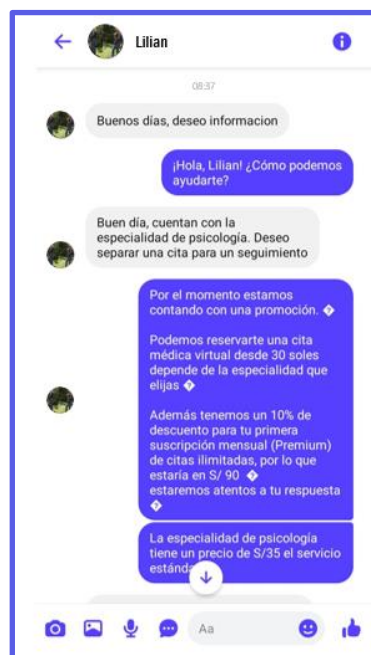 Lilian
08:37
Buenos días, deseo informacion
¡Hola, Lilian! ¿Cómo podemos
ayudarte?
Buen día, cuentan con la
especialidad de psicología. Deseo
separar una cita para un seguimiento
Por el momento estamos
contando con una promoción. �
Podemos reservarte una cita
médica virtual desde 30 soles
depende de la especialidad que
elijas �
Además tenemos un 10% de
descuento para tu primera
suscripción mensual (Premium)
de citas ilimitadas, por lo que
estaría en S/ 90 �
estaremos atentos a tu respuesta
�
La especialidad de psicología
tiene un precio de S/35 el servicio
Aa